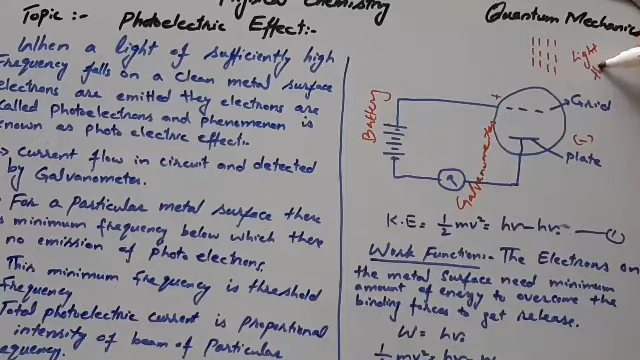 Physical Chemistry
Quantum Mechanics
Topic :- Photoelectric Effect:-
When a light of sufficiently high
Frequency falls on a clean metal surface
electrons are emitted they electrons are
called Photoelectrons and Phenomenon is
known as photo electric effect:-
⇒ Current flow in circuit and detected
by Galvanometer.
For a Particular metal surface there
is minimum frequency below which there
no emission of photo electrons.
This minimum frequency is threshold
frequency
Total photoelectric current is Proportional
intensity of beam of Particular
frequency.
Light
Battery
+
Grid
(-)
Plate
Galvanometer
K.E = 1/2 mv² = hν - hν₀ = ①
Work Function:- The Electrons on
the metal surface need minimum
amount of energy to overcome the
binding forces to get release.
W = hν₀